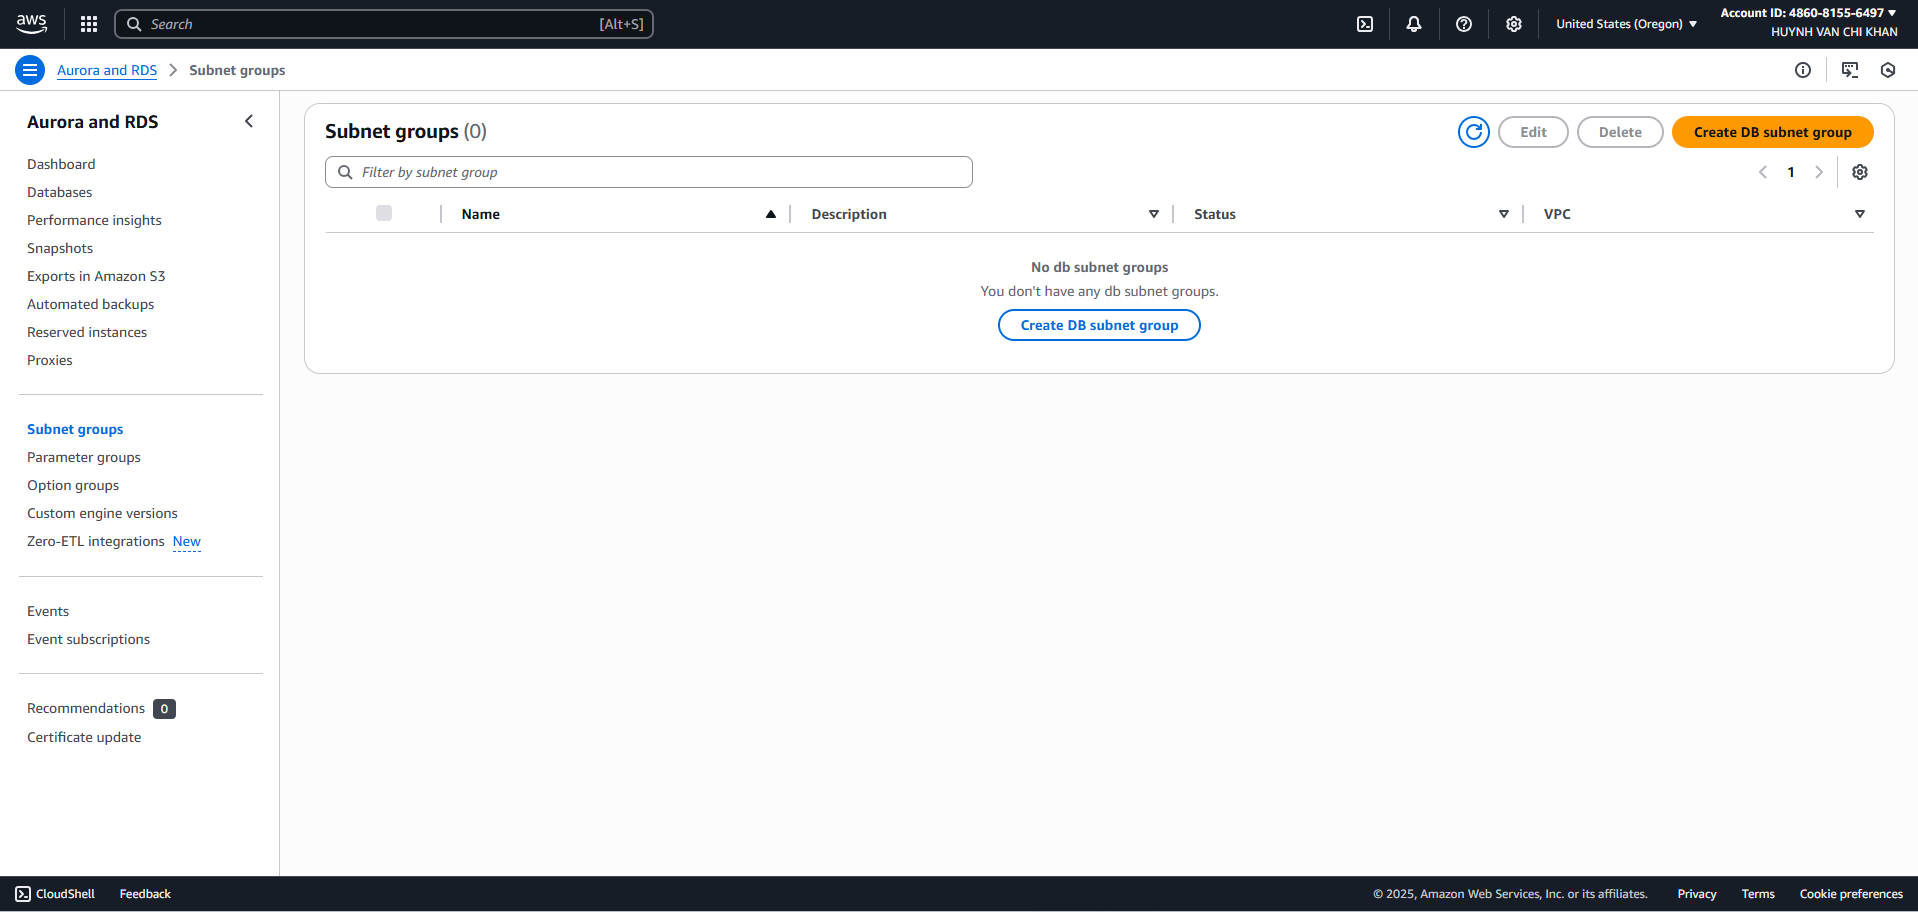 aws
Search [Alt+S]
United States (Oregon)
Account ID: 4860-8155-6497
HUYNH VAN CHI KHAN
Aurora and RDS
Subnet groups
Aurora and RDS
Dashboard
Databases
Performance insights
Snapshots
Exports in Amazon S3
Automated backups
Reserved instances
Proxies
Subnet groups
Parameter groups
Option groups
Custom engine versions
Zero-ETL integrations New
Events
Event subscriptions
Recommendations 0
Certificate update
Subnet groups (0)
Edit
Delete
Create DB subnet group
Filter by subnet group
1
Name
Description
Status
VPC
No db subnet groups
You don't have any db subnet groups.
Create DB subnet group
CloudShell
Feedback
© 2025, Amazon Web Services, Inc. or its affiliates.
Privacy
Terms
Cookie preferences